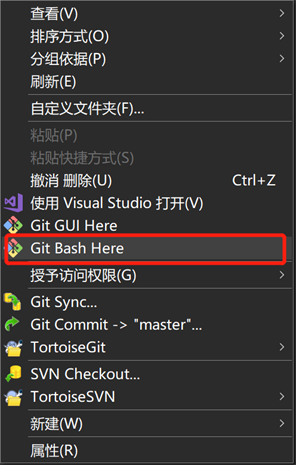 查看(V)
排序方式(O)
分组依据(P)
刷新(E)
自定义文件夹(F)...
粘贴(P)
粘贴快捷方式(S)
撤消 删除(U) Ctrl+Z
使用 Visual Studio 打开(V)
Git GUI Here
Git Bash Here
授予访问权限(G)
Git Sync...
Git Commit -> "master"...
TortoiseGit
SVN Checkout...
TortoiseSVN
新建(W)
属性(R)